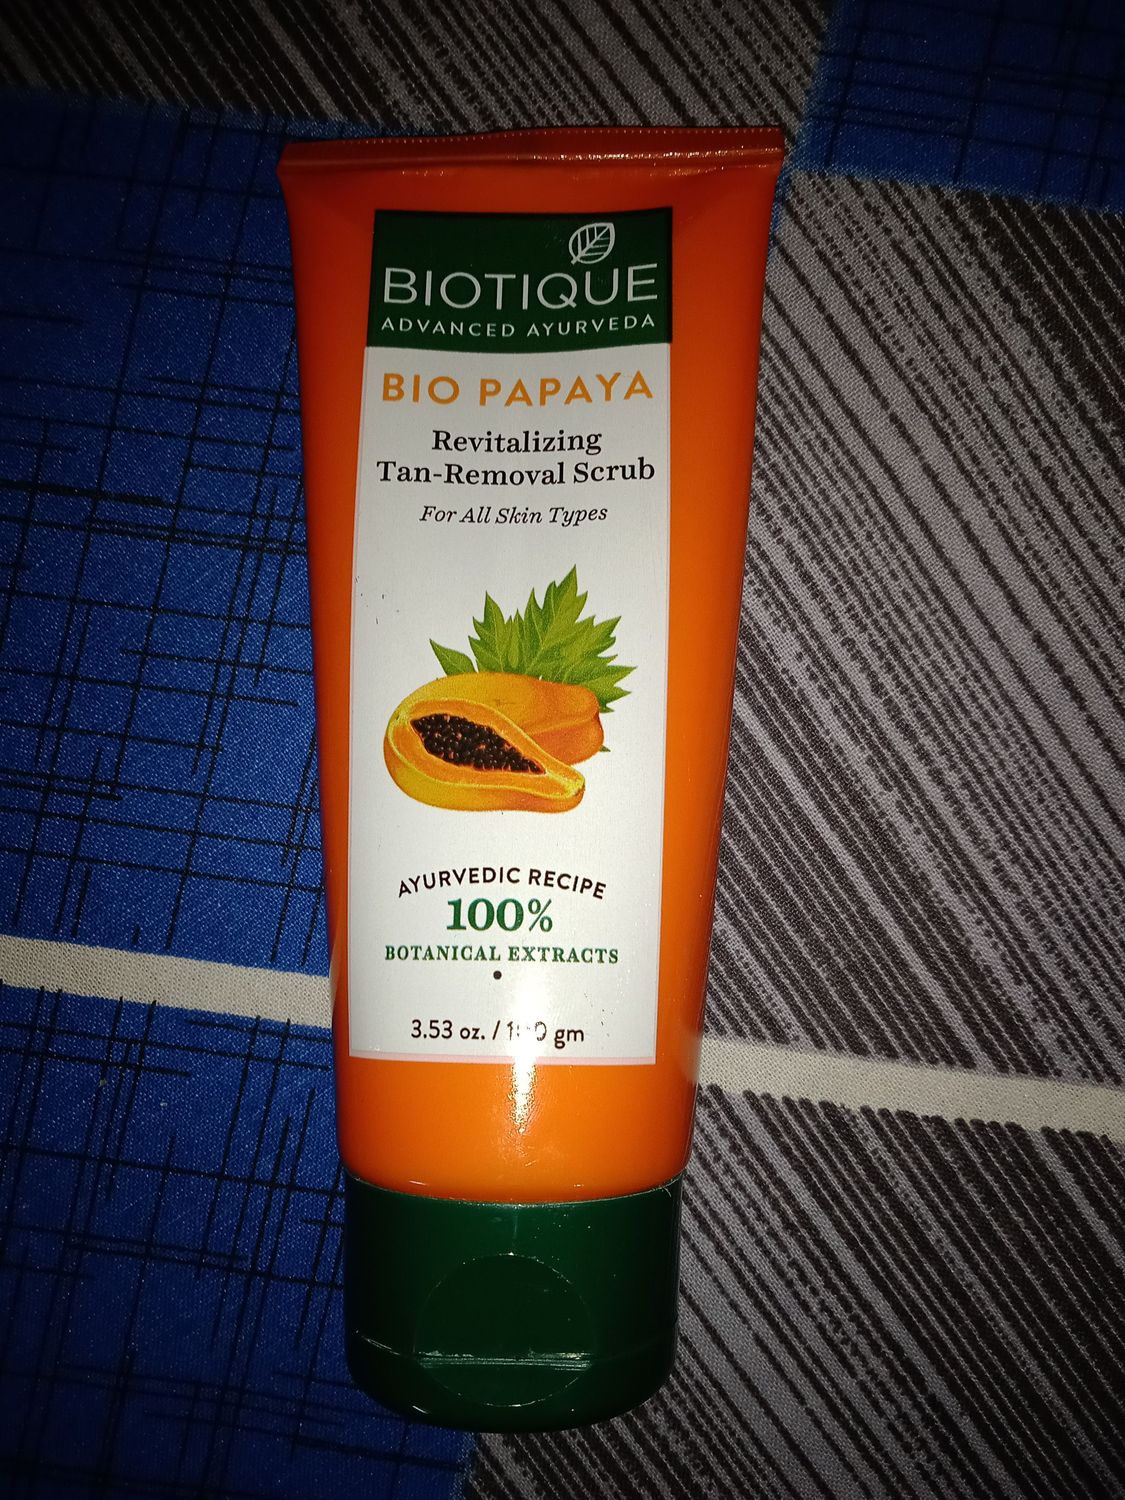 BIOTIQUE
ADVANCED AYURVEDA
BIO PAPAYA
Revitalizing
Tan-Removal Scrub
For All Skin Types
AYURVEDIC RECIPE
100%
BOTANICAL EXTRACTS
3.53 oz. / gm